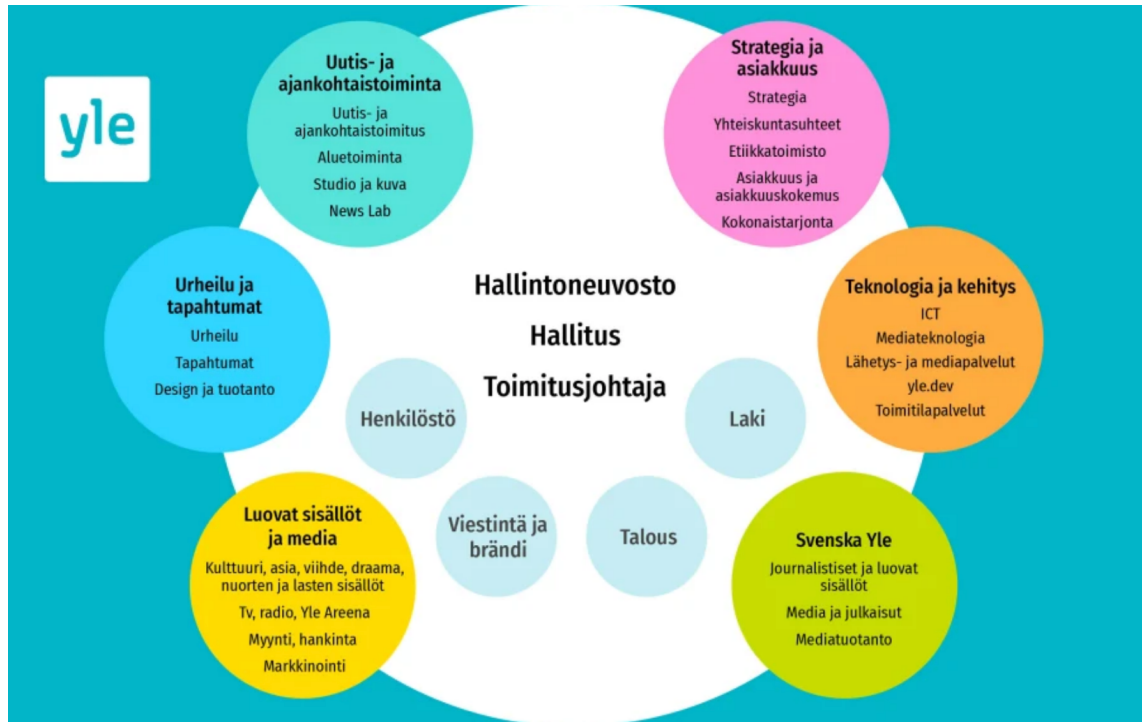 yle
Uutis- ja
ajankohtaistoiminta
Uutis- ja
ajankohtaistoimitus
Aluetoiminta
Studio ja kuva
News Lab
Strategia ja
asiakkuus
Strategia
Yhteiskuntasuhteet
Etiikkatoimisto
Asiakkuus ja
asiakkuuskokemus
Kokonaistarjonta
Urheilu ja
tapahtumat
Urheilu
Tapahtumat
Design ja tuotanto
Hallintoneuvosto
Hallitus
Toimitusjohtaja
Teknologia ja kehitys
ICT
Mediateknologia
Lähetys- ja mediapalvelut
yle.dev
Toimitilapalvelut
Henkilöstö
Laki
Viestintä ja
brändi
Talous
Luovat sisällöt
ja media
Kulttuuri, asia, viihde, draama,
nuorten ja lasten sisällöt
Tv, radio, Yle Areena
Myynti, hankinta
Markkinointi
Svenska Yle
Journalistiset ja luovat
sisällöt
Media ja julkaisut
Mediatuotanto